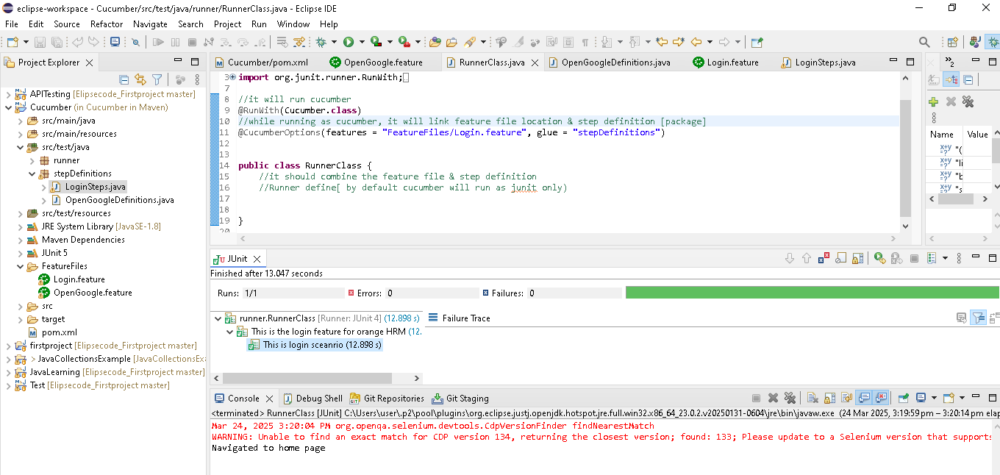 eclipse-workspace - Cucumber/src/test/java/runner/RunnerClass.java - Eclipse IDE
File Edit Source Refactor Navigate Search Project Run Window Help
Project Explorer
APITesting [Elipsecode_Firstproject master]
Cucumber (in Cucumber in Maven)
src/main/java
src/main/resources
src/test/java
runner
stepDefinitions
LoginSteps.java
OpenGoogleDefinitions.java
src/test/resources
JRE System Library [JavaSE-1.8]
Maven Dependencies
JUnit 5
FeatureFiles
Login.feature
OpenGoogle.feature
src
target
pom.xml
firstproject [Elipsecode_Firstproject master]
> JavaCollectionsExample [JavaCollectionsExa
JavaLearning [Elipsecode_Firstproject master]
Test [Elipsecode_Firstproject master]
Cucumber/pom.xml OpenGoogle.feature RunnerClass.java OpenGoogleDefinitions.java Login.feature LoginSteps.java
3 import org.junit.runner.RunWith;
7
8 //it will run cucumber
9 @RunWith(Cucumber.class)
10 //while running as cucumber, it will link feature file location & step definition [package]
11 @CucumberOptions(features = "FeatureFiles/Login.feature", glue = "stepDefinitions")
12
13
14 public class RunnerClass {
15 //it should combine the feature file & step definition
16 //Runner define[ by default cucumber will run as junit only)
17
18
19 }
20
2
Name Value
x+y =? "(
x+y =? "li
x+y =? "b
x+y =? "s
JUnit
Finished after 13.047 seconds
Runs: 1/1 Errors: 0 Failures: 0
runner.RunnerClass [Runner: JUnit 4] (12.898 s)
This is the login feature for orange HRM (12.
This is login sceanrio (12.898 s)
Failure Trace
Console Debug Shell Git Repositories Git Staging
<terminated> RunnerClass [JUnit] C:\Users\user\.p2\pool\plugins\org.eclipse.justj.openjdk.hotspot.jre.full.win32.x86_64_23.0.2.v20250131-0604\jre\bin\javaw.exe (24 Mar 2025, 3:19:59 pm – 3:20:14 pm elap
Mar 24, 2025 3:20:04 PM org.openqa.selenium.devtools.CdpVersionFinder findNearestMatch
WARNING: Unable to find an exact match for CDP version 134, returning the closest version; found: 133; Please update to a Selenium version that supports
Navigated to home page